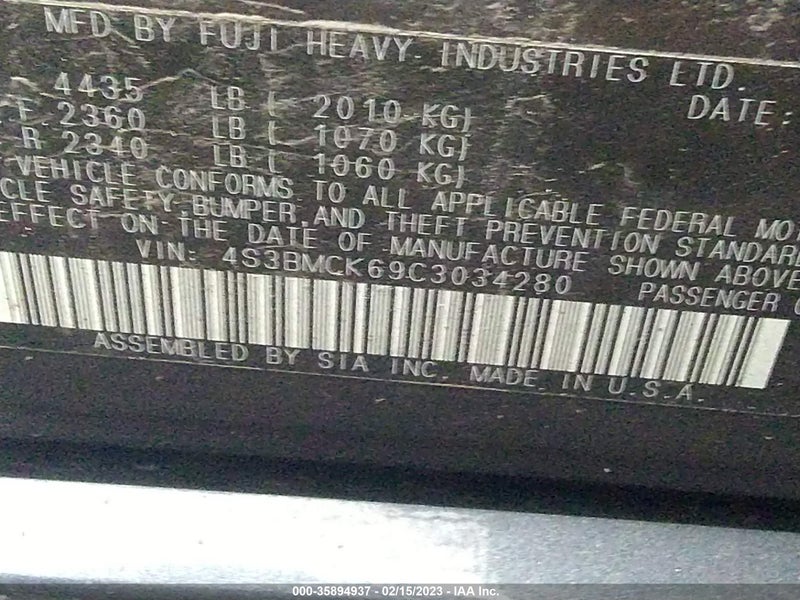 MFD BY FUJI HEAVY INDUSTRIES LTD.
4435 LB ( 2010 KG) DATE:
F 2360 LB ( 1070 KG)
R 2340 LB ( 1060 KG)
VEHICLE CONFORMS TO ALL APPLICABLE FEDERAL MO
CLE SAFETY, BUMPER, AND THEFT PREVENTION STANDAR
EFFECT ON THE DATE OF MANUFACTURE SHOWN ABOVE
VIN: 4S3BMCK69C3034280 PASSENGER
ASSEMBLED BY SIA INC. MADE IN U.S.A.
000-35894937 - 02/15/2023 - IAA Inc.